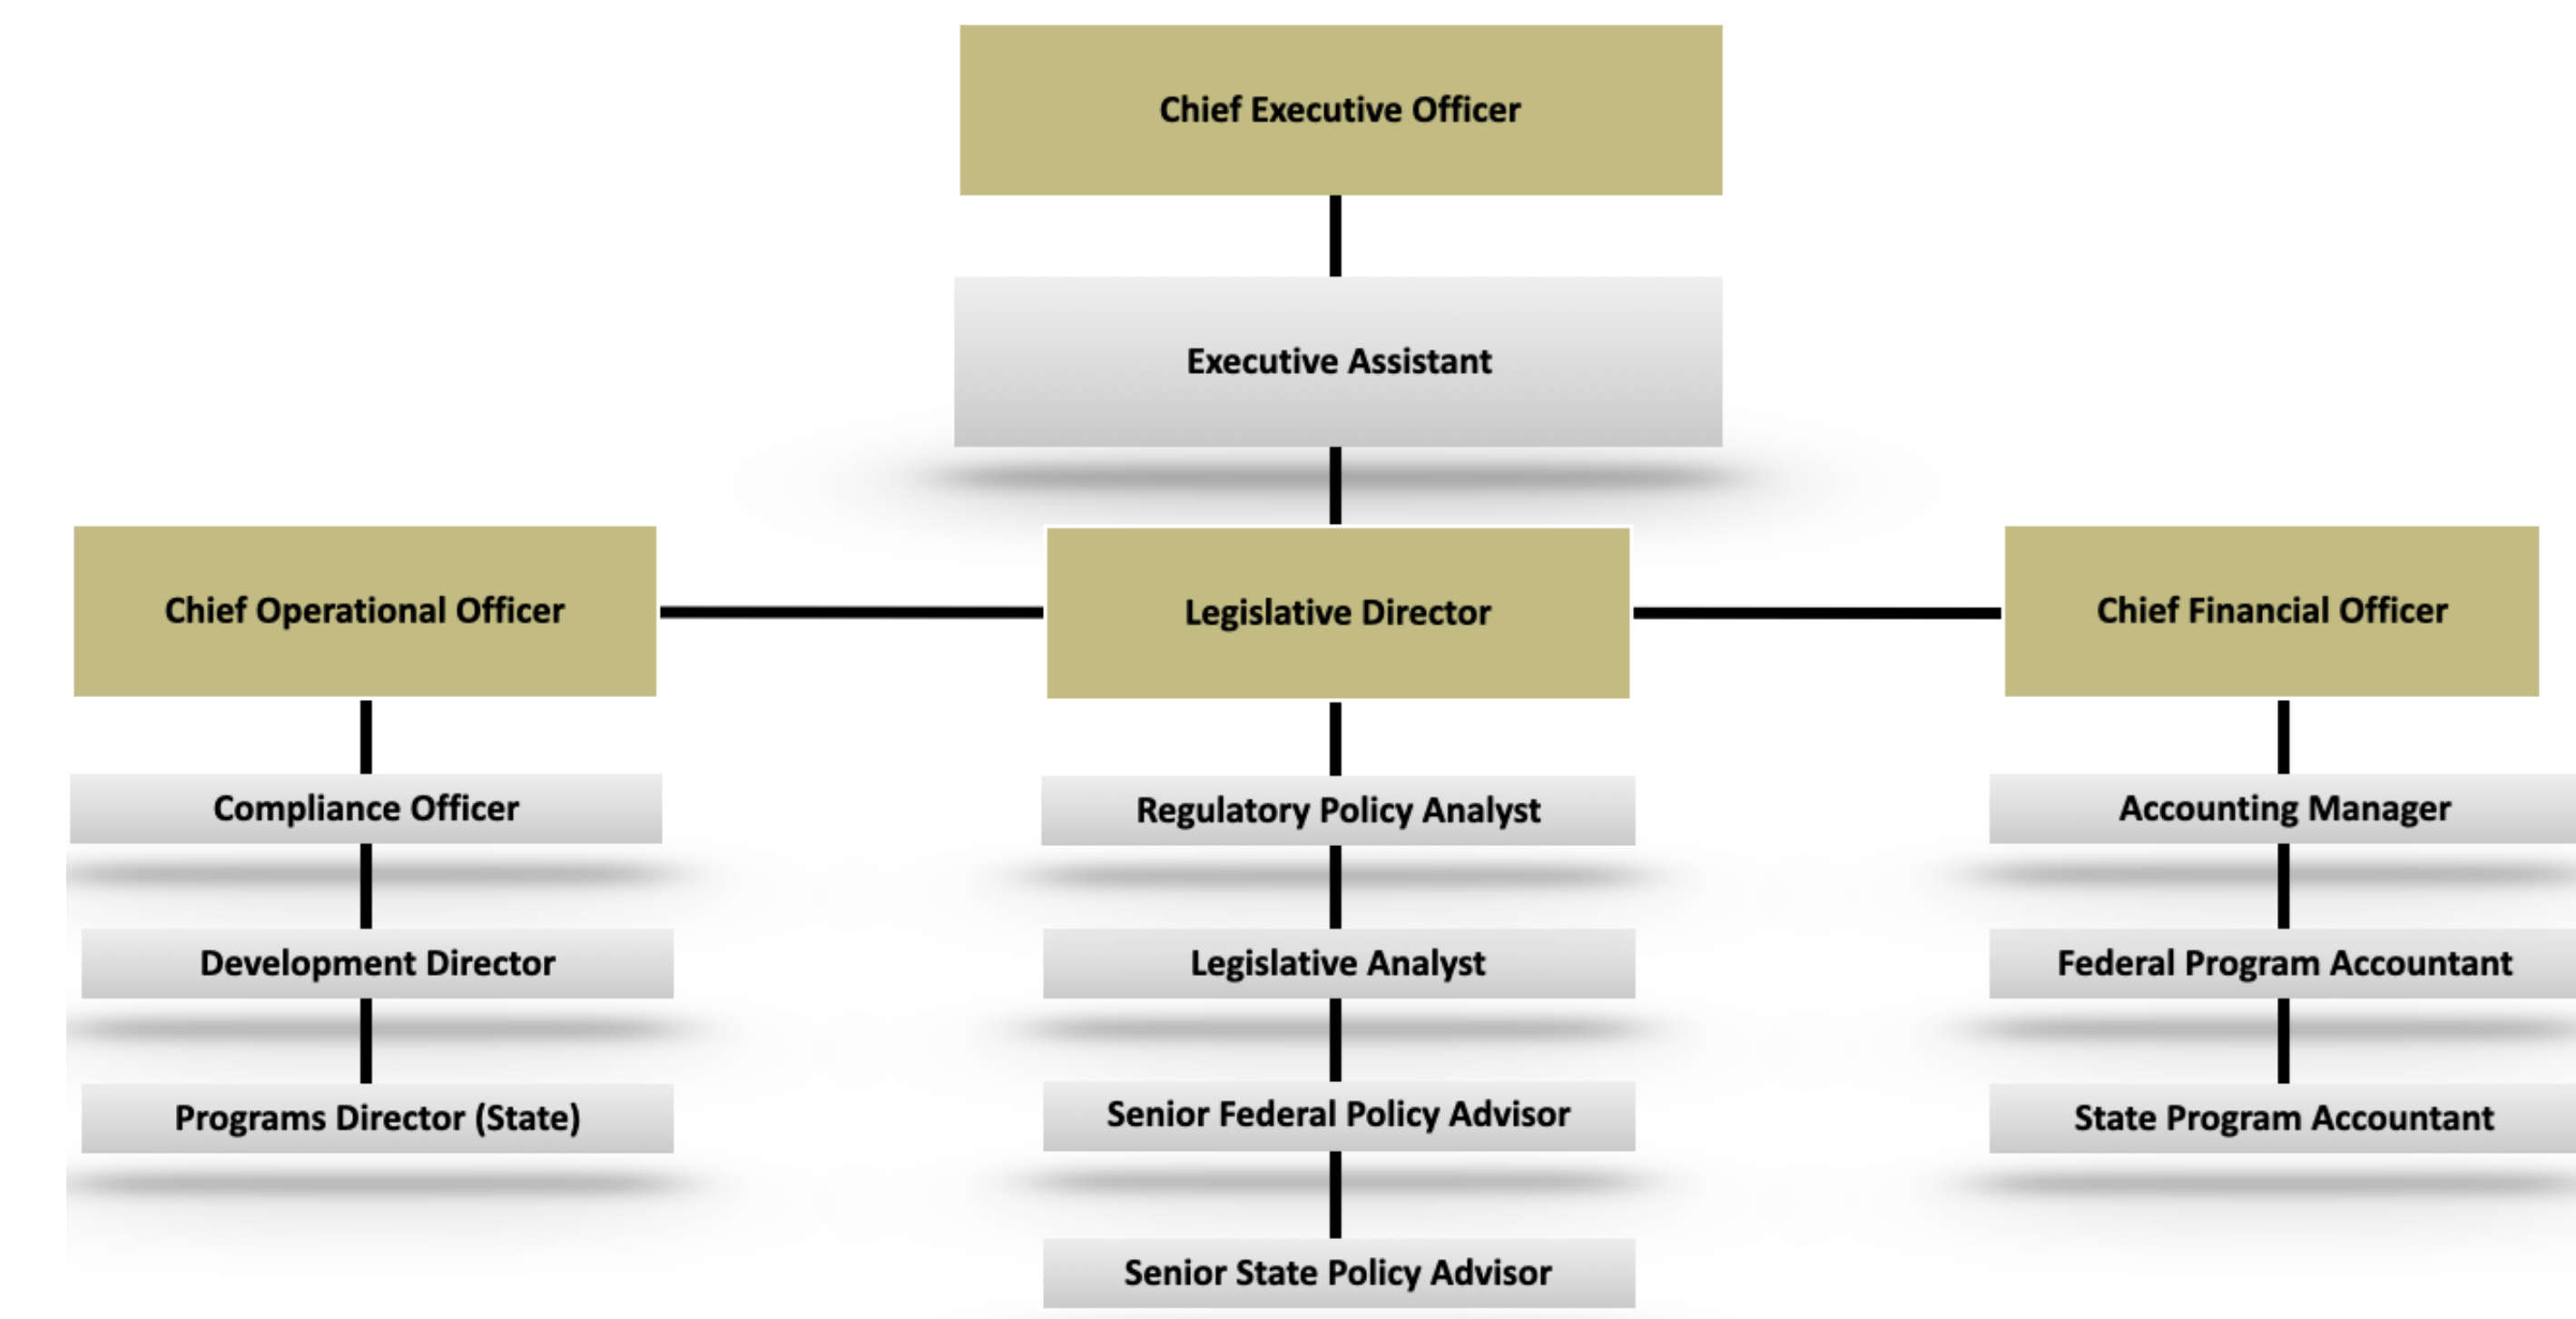 Chief Executive Officer
Executive Assistant
Chief Operational Officer
Legislative Director
Chief Financial Officer
Compliance Officer
Regulatory Policy Analyst
Accounting Manager
Development Director
Legislative Analyst
Federal Program Accountant
Programs Director (State)
Senior Federal Policy Advisor
State Program Accountant
Senior State Policy Advisor